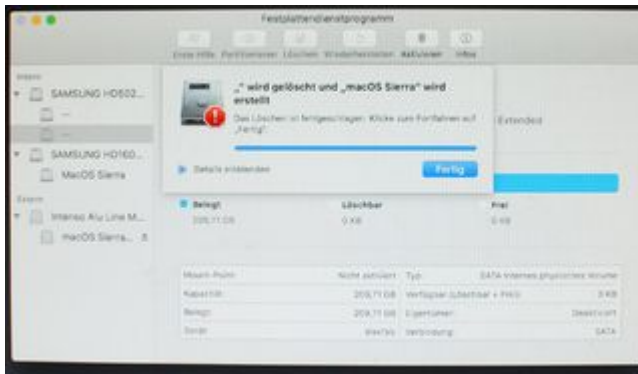 Festplattendienstprogramm
Erste Hilfe Partitionieren Löschen Wiederherstellen Aktivieren Infos
Intern
SAMSUNG HD502...
--
--
SAMSUNG HD160...
MacOS Sierra
Extern
Intenso Alu Line M...
macOS Sierra...
„“ wird gelöscht und „macOS Sierra“ wird
erstellt
Das Löschen ist fehlgeschlagen. Klicke zum Fortfahren auf
„Fertig“.
Details einblenden
Fertig
Extended
Belegt
Löschbar
0 KB
Frei
0 KB
Mount-Point: Nicht aktiviert
Typ: SATA Internes physisches Volume
Kapazität: 209,71 GB
Verfügbar (Löschbar + Frei): 0 KB
Belegt: 209,71 GB
Eigentümer: Deaktiviert
Gerät:
Verbindung: SATA